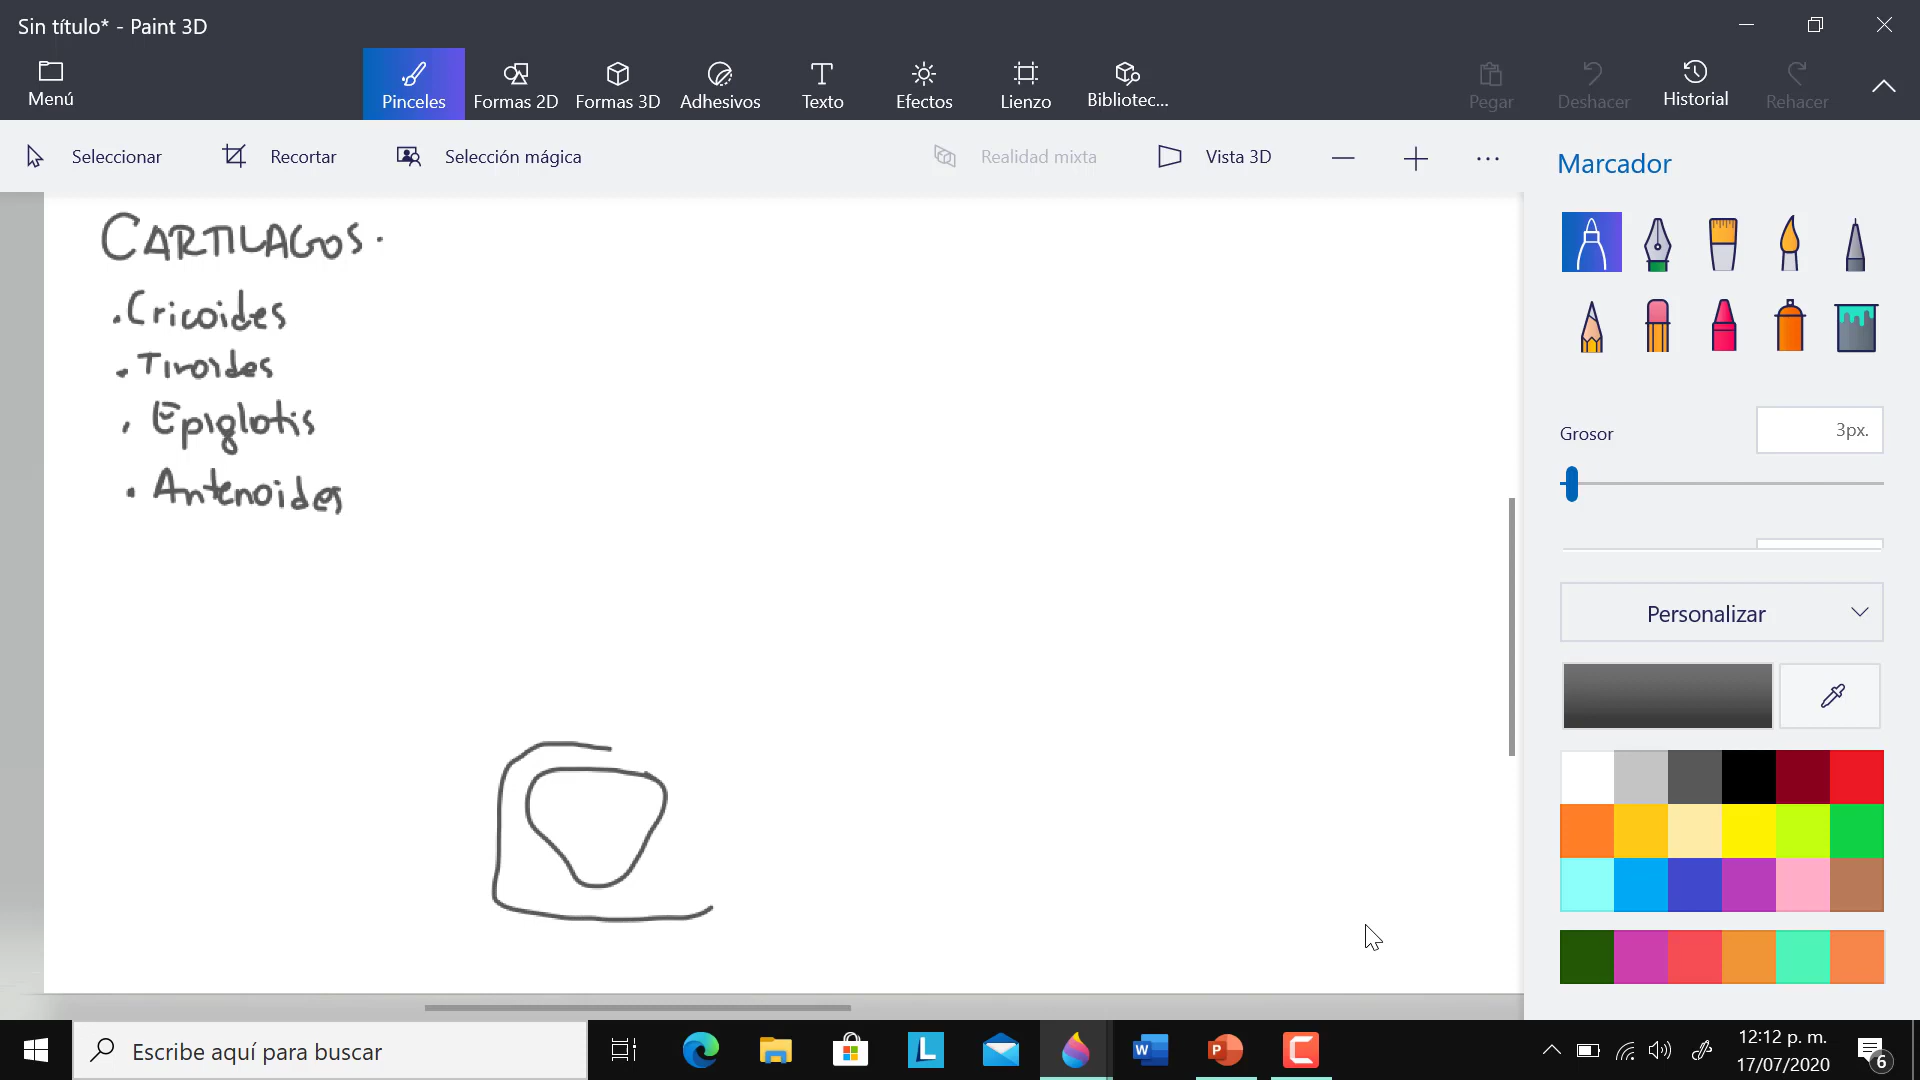 Sin título* - Paint 3D
Menú
Pinceles
Formas 2D
Formas 3D
Adhesivos
Texto
Efectos
Lienzo
Bibliotec...
Pegar
Deshacer
Historial
Rehacer
Seleccionar
Recortar
Selección mágica
Realidad mixta
Vista 3D
Marcador
CARTILAGOS.
. Cricoides
. Tiroides
. Epiglotis
. Antenoides
Grosor
3px.
Personalizar
Escribe aquí para buscar
12:12 p. m.
17/07/2020
6